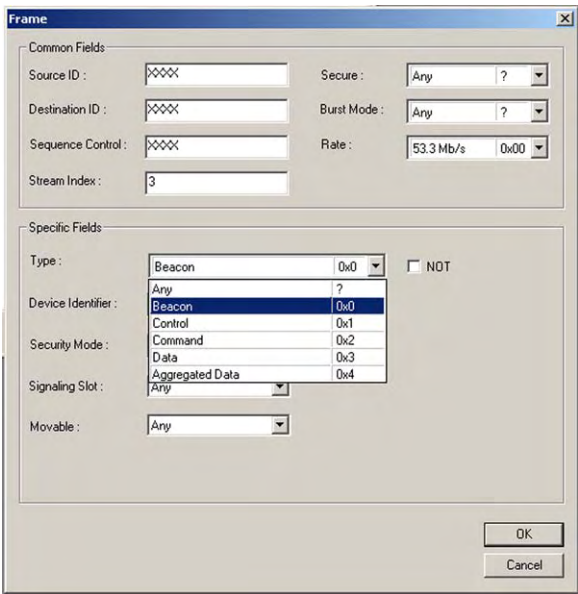 Frame
Common Fields
Source ID : XXXX Secure : Any ?
Destination ID : XXXX Burst Mode : Any ?
Sequence Control : XXXX Rate : 53.3 Mb/s 0x00
Stream Index : 3
Specific Fields
Type : Beacon 0x0 NOT
Any ?
Device Identifier : Beacon 0x0
Control 0x1
Security Mode : Command 0x2
Data 0x3
Aggregated Data 0x4
Signaling Slot : Any
Movable : Any
OK
Cancel